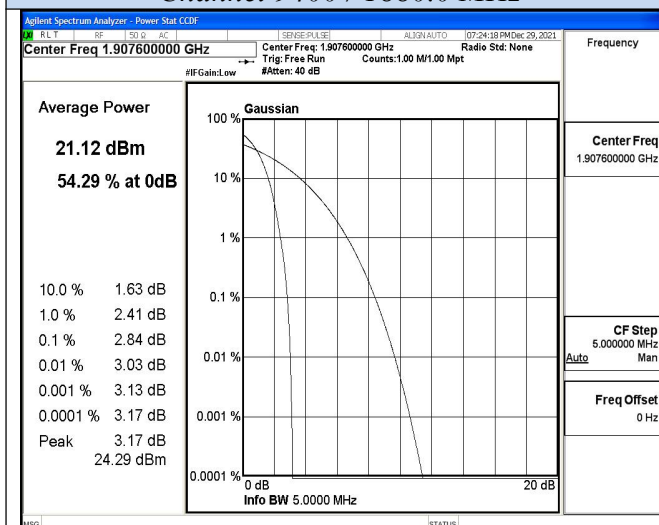 Agilent Spectrum Analyzer - Power Stat CCDF
LXI RL T RF 50 Ω AC SENSE:PULSE ALIGN AUTO 07:24:18 PM Dec 29, 2021
Center Freq 1.907600000 GHz
Center Freq: 1.907600000 GHz Radio Std: None
Trig: Free Run Counts:1.00 M/1.00 Mpt
#IFGain:Low #Atten: 40 dB
Frequency
Average Power
21.12 dBm
54.29 % at 0dB
10.0 % 1.63 dB
1.0 % 2.41 dB
0.1 % 2.84 dB
0.01 % 3.03 dB
0.001 % 3.13 dB
0.0001 % 3.17 dB
Peak 3.17 dB
24.29 dBm
Gaussian
100 %
10 %
1 %
0.1 %
0.01 %
0.001 %
0.0001 %
0 dB 20 dB
Info BW 5.0000 MHz
Center Freq
1.907600000 GHz
CF Step
5.000000 MHz
Auto Man
Freq Offset
0 Hz
MSG STATUS